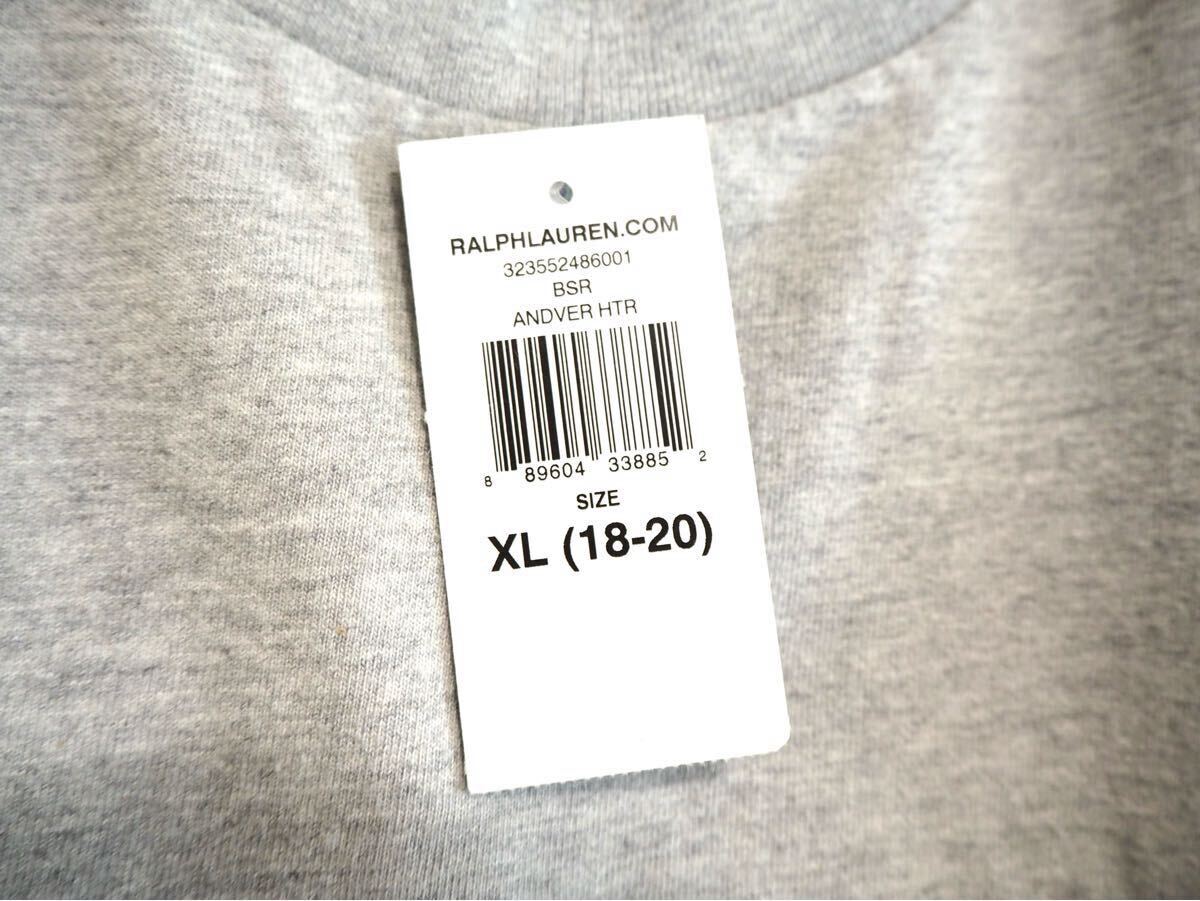 RALPHLAUREN.COM
323552486001
BSR
ANDVER HTR
8 89604 33885 2
SIZE
XL (18-20)